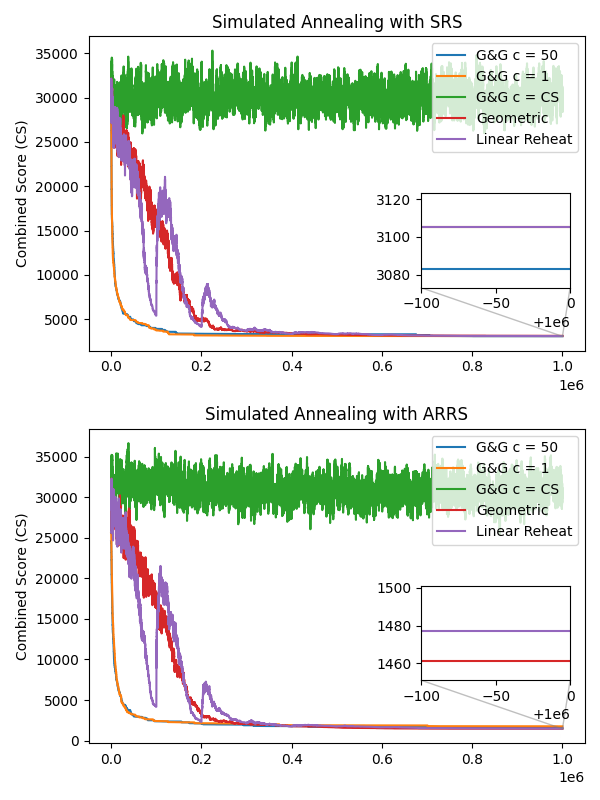 Simulated Annealing with SRS
35000
30000
25000
20000
15000
10000
5000
Combined Score (CS)
G&G c = 50
G&G c = 1
G&G c = CS
Geometric
Linear Reheat
3120
3100
3080
−100 −50 0
+1e6
0.0 0.2 0.4 0.6 0.8 1.0
1e6
Simulated Annealing with ARRS
35000
30000
25000
20000
15000
10000
5000
0
Combined Score (CS)
G&G c = 50
G&G c = 1
G&G c = CS
Geometric
Linear Reheat
1500
1480
1460
−100 −50 0
+1e6
0.0 0.2 0.4 0.6 0.8 1.0
1e6